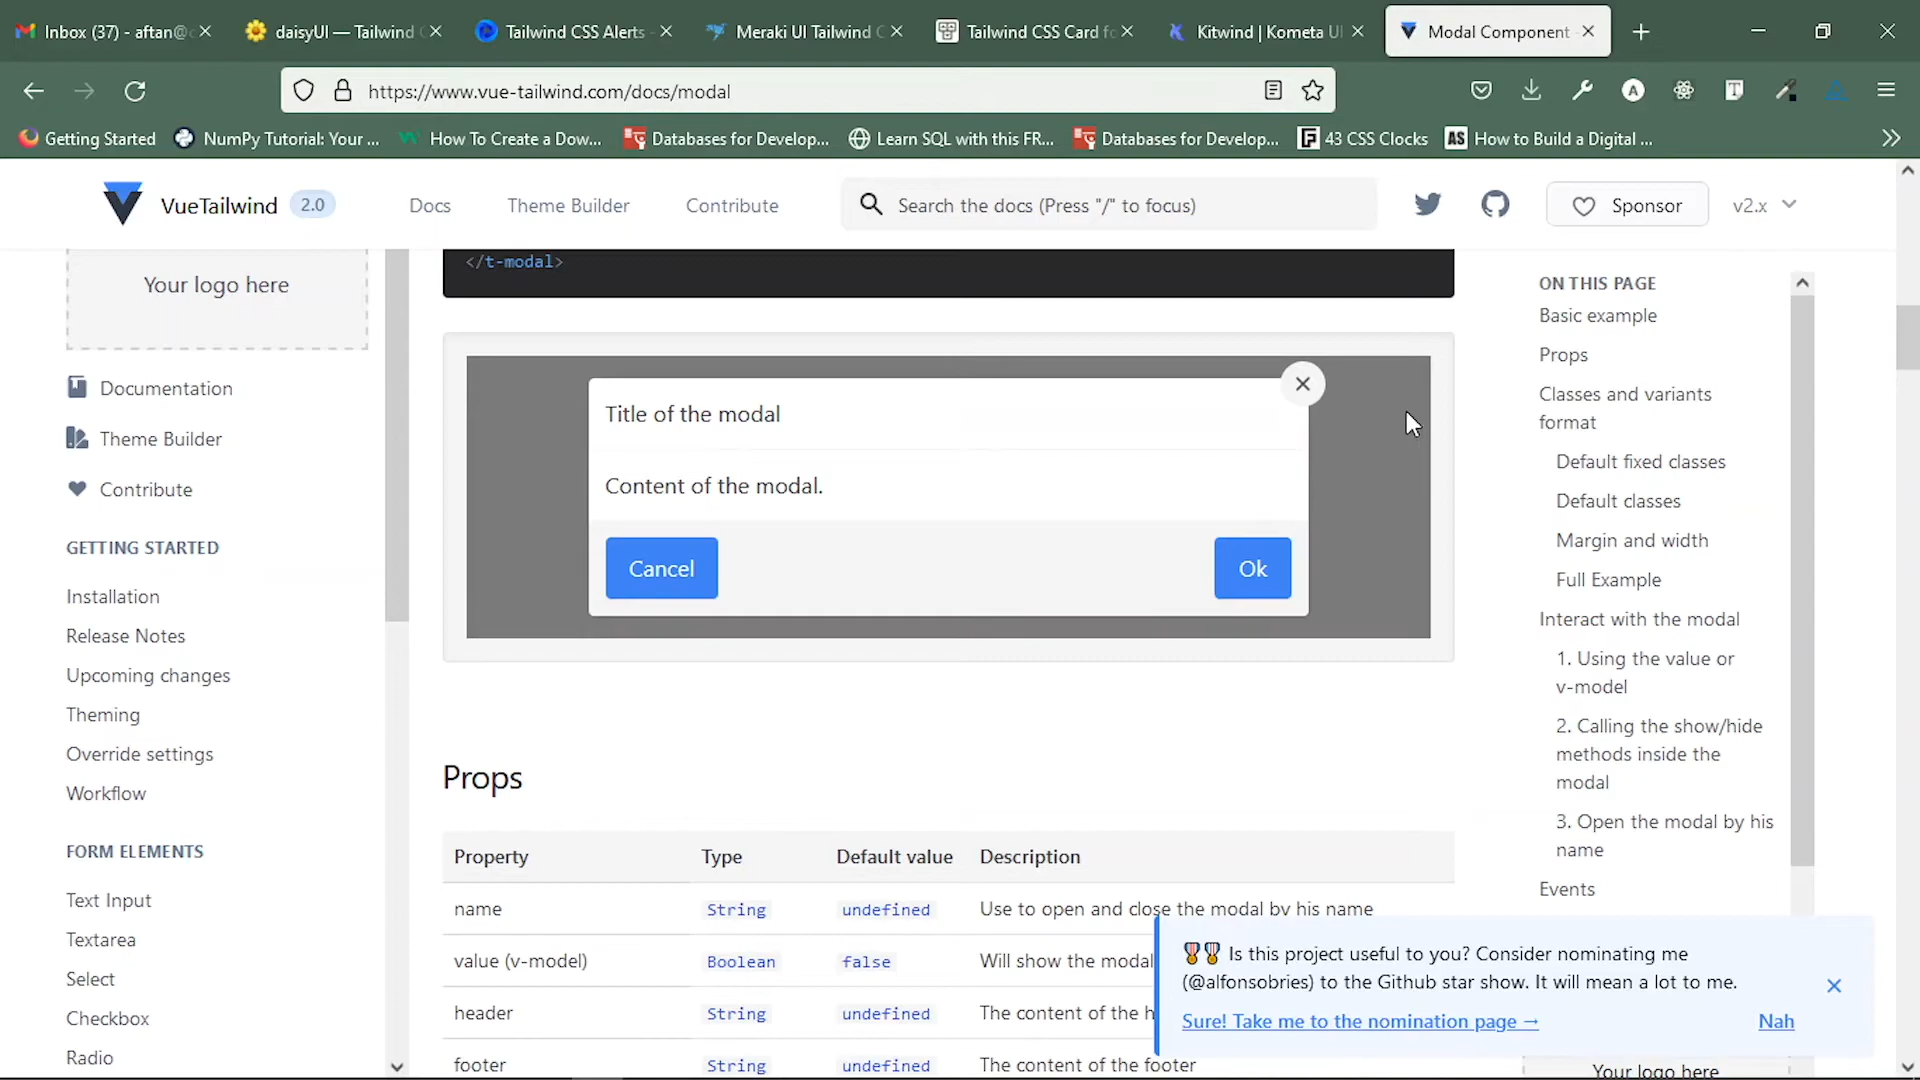 Inbox (37) - aftan@
daisyUI — Tailwind C
Tailwind CSS Alerts -
Meraki UI Tailwind C
Tailwind CSS Card fo
Kitwind | Kometa UI
Modal Component -
https://www.vue-tailwind.com/docs/modal
Getting Started
NumPy Tutorial: Your ...
How To Create a Dow...
Databases for Develop...
Learn SQL with this FR...
Databases for Develop...
43 CSS Clocks
AS
How to Build a Digital ...
VueTailwind
2.0
Docs
Theme Builder
Contribute
Search the docs (Press "/" to focus)
Sponsor
v2.x
Your logo here
Documentation
Theme Builder
Contribute
GETTING STARTED
Installation
Release Notes
Upcoming changes
Theming
Override settings
Workflow
FORM ELEMENTS
Text Input
Textarea
Select
Checkbox
Radio
</t-modal>
Title of the modal
Content of the modal.
Cancel
Ok
Props
Property Type Default value Description
name String undefined Use to open and close the modal by his name
value (v-model) Boolean false Will show the modal
header String undefined The content of the h
footer String undefined The content of the footer
ON THIS PAGE
Basic example
Props
Classes and variants
format
Default fixed classes
Default classes
Margin and width
Full Example
Interact with the modal
1. Using the value or
v-model
2. Calling the show/hide
methods inside the
modal
3. Open the modal by his
name
Events
Is this project useful to you? Consider nominating me
(@alfonsobries) to the Github star show. It will mean a lot to me.
Sure! Take me to the nomination page →
Nah
Your logo here